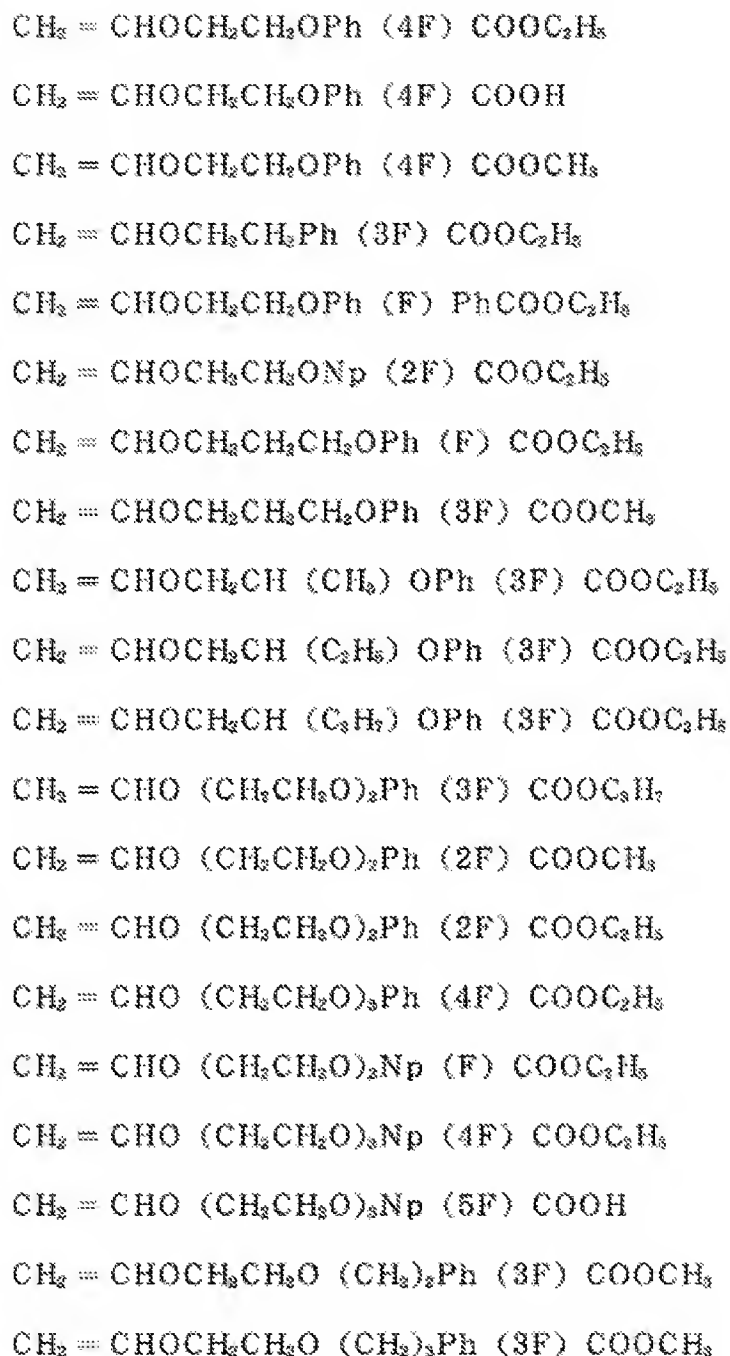 CH₂ = CHOCH₂CH₂OPh (4F) COOC₂H₅
CH₂ = CHOCH₂CH₂OPh (4F) COOH
CH₂ = CHOCH₂CH₂OPh (4F) COOCH₃
CH₂ = CHOCH₂CH₂Ph (3F) COOC₂H₅
CH₂ = CHOCH₂CH₂OPh (F) PhCOOC₂H₅
CH₂ = CHOCH₂CH₂ONp (2F) COOC₂H₅
CH₂ = CHOCH₂CH₂CH₂OPh (F) COOC₂H₅
CH₂ = CHOCH₂CH₂CH₂OPh (3F) COOCH₃
CH₂ = CHOCH₂CH (CH₃) OPh (3F) COOC₂H₅
CH₂ = CHOCH₂CH (C₂H₅) OPh (3F) COOC₂H₅
CH₂ = CHOCH₂CH (C₃H₇) OPh (3F) COOC₂H₅
CH₂ = CHO (CH₂CH₂O)₂Ph (3F) COOC₃H₇
CH₂ = CHO (CH₂CH₂O)₂Ph (2F) COOCH₃
CH₂ = CHO (CH₂CH₂O)₂Ph (2F) COOC₂H₅
CH₂ = CHO (CH₂CH₂O)₃Ph (4F) COOC₂H₅
CH₂ = CHO (CH₂CH₂O)₂Np (F) COOC₂H₅
CH₂ = CHO (CH₂CH₂O)₃Np (4F) COOC₂H₅
CH₂ = CHO (CH₂CH₂O)₃Np (5F) COOH
CH₂ = CHOCH₂CH₂O (CH₂)₂Ph (3F) COOCH₃
CH₂ = CHOCH₂CH₂O (CH₂)₃Ph (3F) COOCH₃